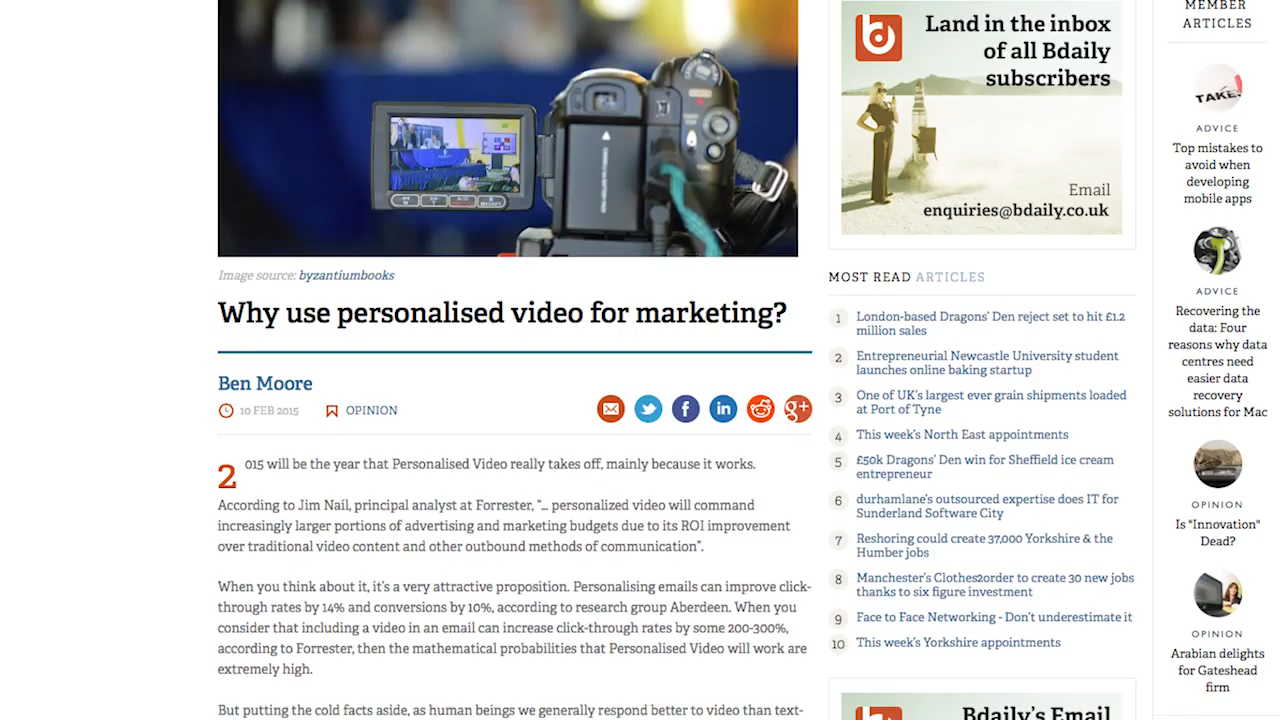 Image source: byzantiumbooks
Why use personalised video for marketing?
Ben Moore
10 FEB 2015
OPINION
2015 will be the year that Personalised Video really takes off, mainly because it works.
According to Jim Nail, principal analyst at Forrester, “... personalized video will command
increasingly larger portions of advertising and marketing budgets due to its ROI improvement
over traditional video content and other outbound methods of communication”.
When you think about it, it's a very attractive proposition. Personalising emails can improve click-
through rates by 14% and conversions by 10%, according to research group Aberdeen. When you
consider that including a video in an email can increase click-through rates by some 200-300%,
according to Forrester, then the mathematical probabilities that Personalised Video will work are
extremely high.
But putting the cold facts aside, as human beings we generally respond better to video than text-
Land in the inbox
of all Bdaily
subscribers
Email
enquiries@bdaily.co.uk
MOST READ ARTICLES
1 London-based Dragons' Den reject set to hit £1.2
million sales
2 Entrepreneurial Newcastle University student
launches online baking startup
3 One of UK's largest ever grain shipments loaded
at Port of Tyne
4 This week's North East appointments
5 £50k Dragons' Den win for Sheffield ice cream
entrepreneur
6 durhamlane's outsourced expertise does IT for
Sunderland Software City
7 Reshoring could create 37,000 Yorkshire & the
Humber jobs
8 Manchester's Clothes2order to create 30 new jobs
thanks to six figure investment
9 Face to Face Networking - Don't underestimate it
10 This week's Yorkshire appointments
Bdaily's Email
MEMBER
ARTICLES
TAKE
ADVICE
Top mistakes to
avoid when
developing
mobile apps
ADVICE
Recovering the
data: Four
reasons why data
centres need
easier data
recovery
solutions for Mac
OPINION
Is "Innovation"
Dead?
OPINION
Arabian delights
for Gateshead
firm